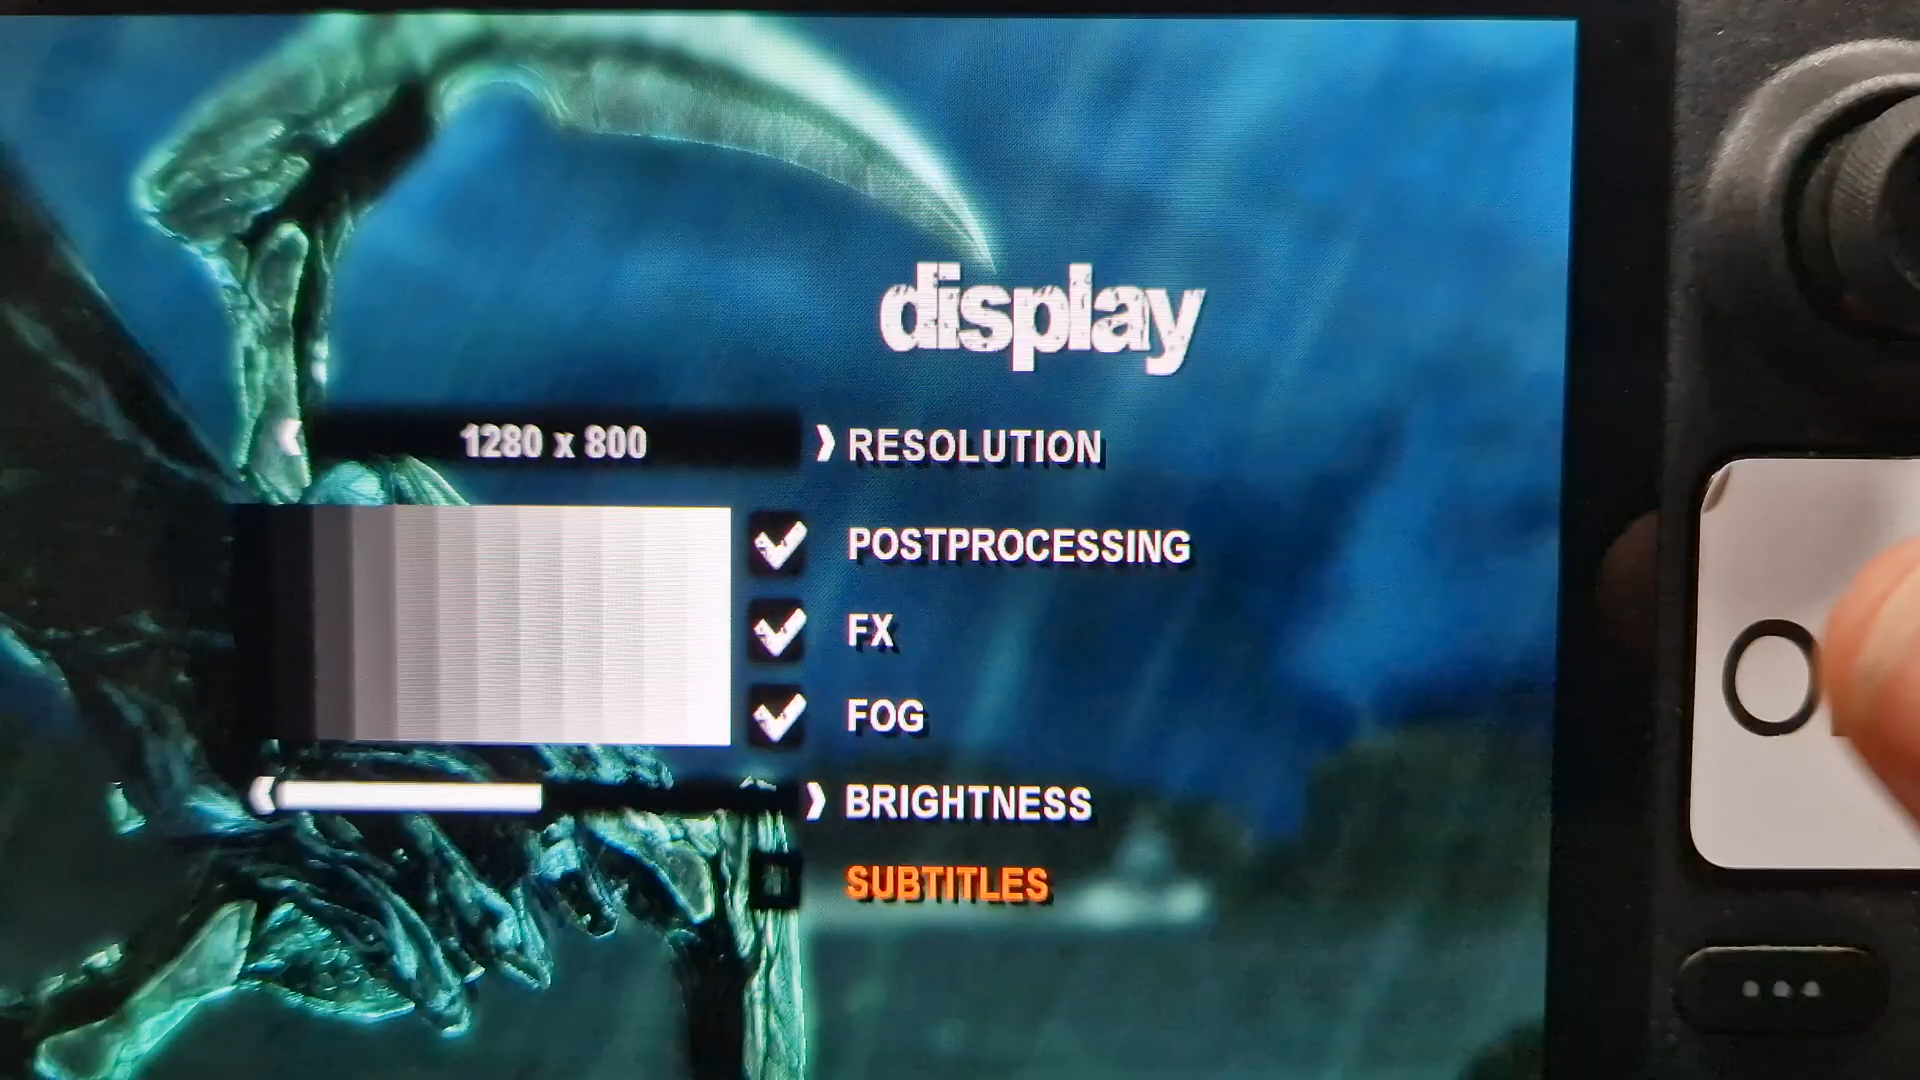 display
1280 x 800 RESOLUTION
POSTPROCESSING
FX
FOG
BRIGHTNESS
SUBTITLES